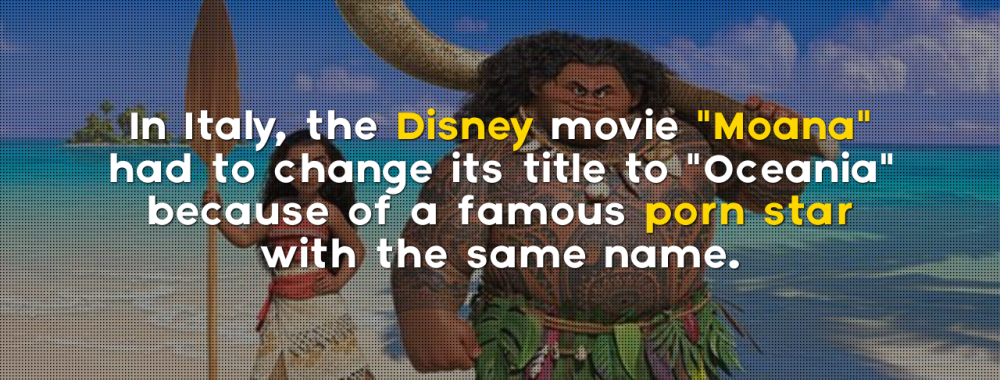 In Italy, the Disney movie "Moana"
had to change its title to "Oceania"
because of a famous porn star
with the same name.